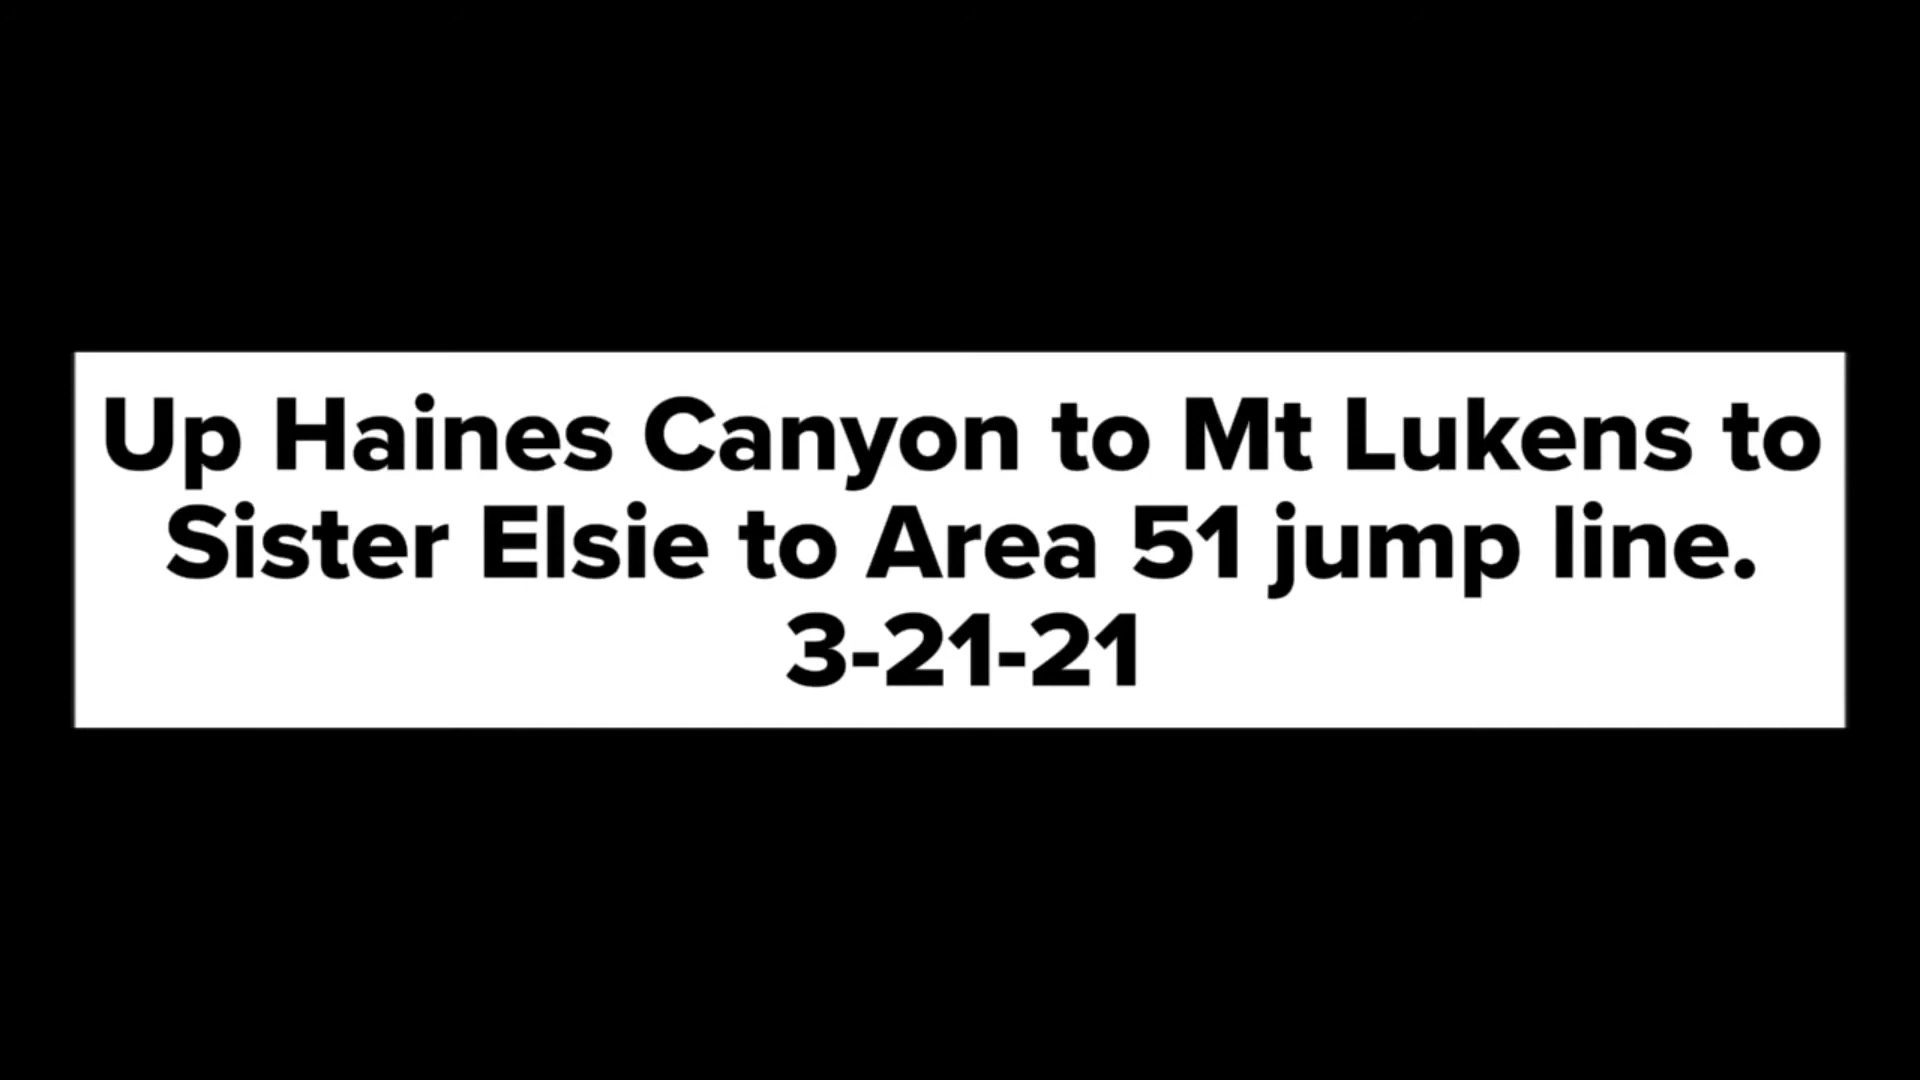 Up Haines Canyon to Mt Lukens to
Sister Elsie to Area 51 jump line.
3-21-21